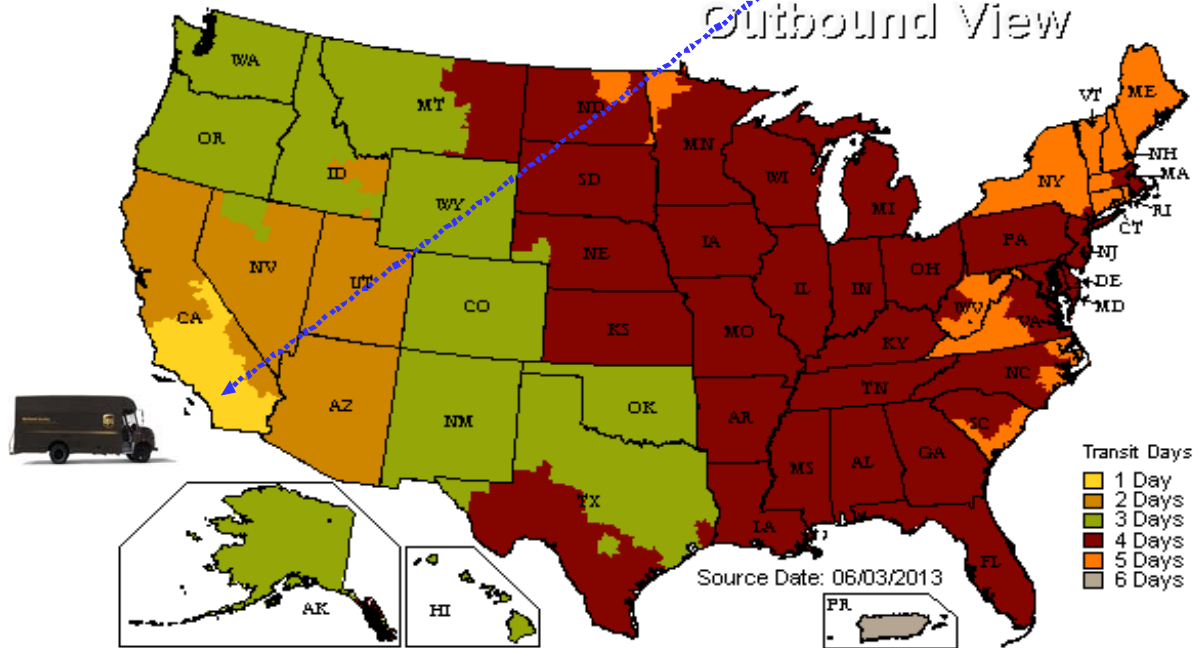 Outbound View
WA
OR
MT
ID
ND
MN
SD
WY
WI
MI
VT
ME
NH
MA
NY
RI
CT
NV
UT
CA
CO
NE
IA
PA
NJ
OH
DE
MD
IL
IN
WV
VA
KS
MO
KY
AZ
NM
OK
TN
NC
AR
SC
MS
AL
GA
TX
LA
FL
AK
HI
PR
Transit Days
1 Day
2 Days
3 Days
4 Days
5 Days
6 Days
Source Date: 06/03/2013